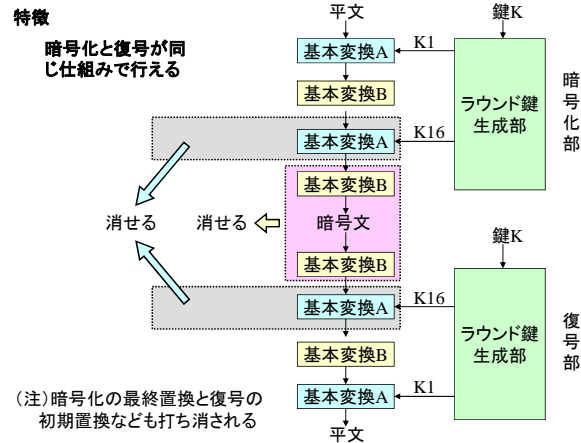 特徴
暗号化と復号が同
じ仕組みで行える
平文
鍵K
基本変換A
K1
基本変換B
ラウンド鍵
生成部
暗号化部
基本変換A
K16
基本変換B
消せる
消せる
暗号文
鍵K
基本変換B
基本変換A
K16
ラウンド鍵
生成部
復号部
基本変換B
基本変換A
K1
平文
(注)暗号化の最終置換と復号の
初期置換なども打ち消される